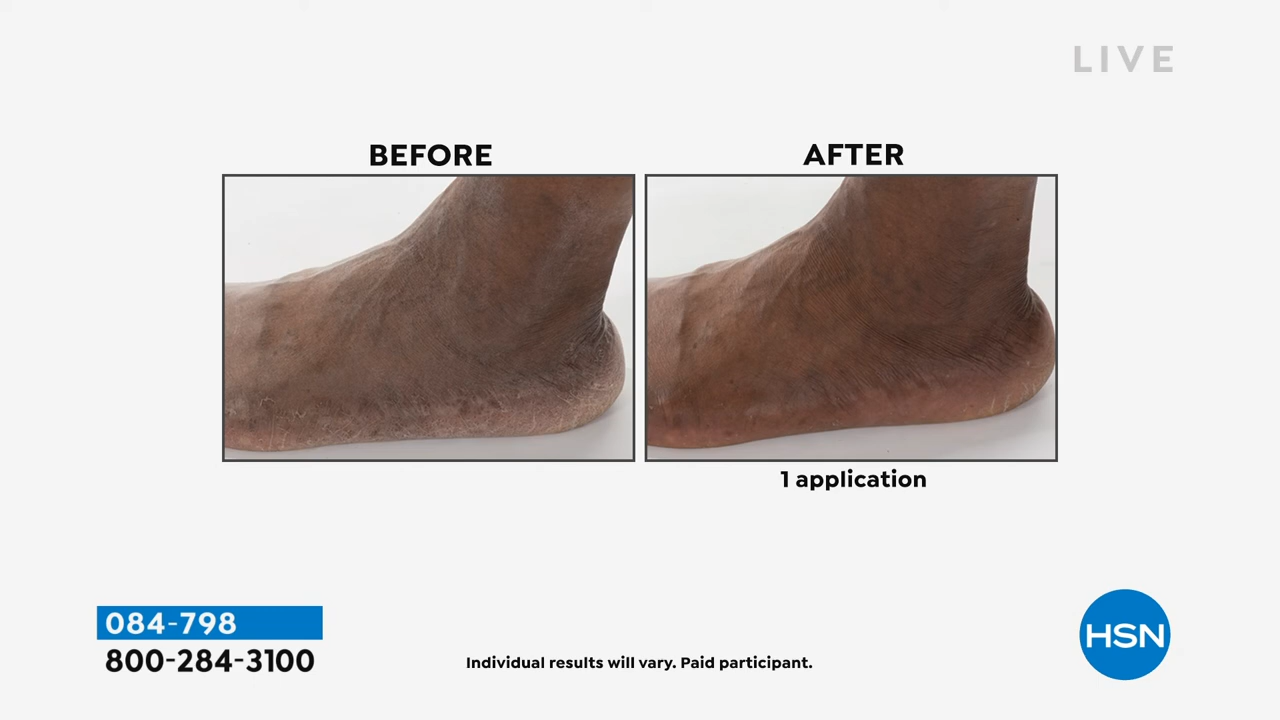 LIVE
BEFORE
AFTER
1 application
084-798
800-284-3100
Individual results will vary. Paid participant.
HSN